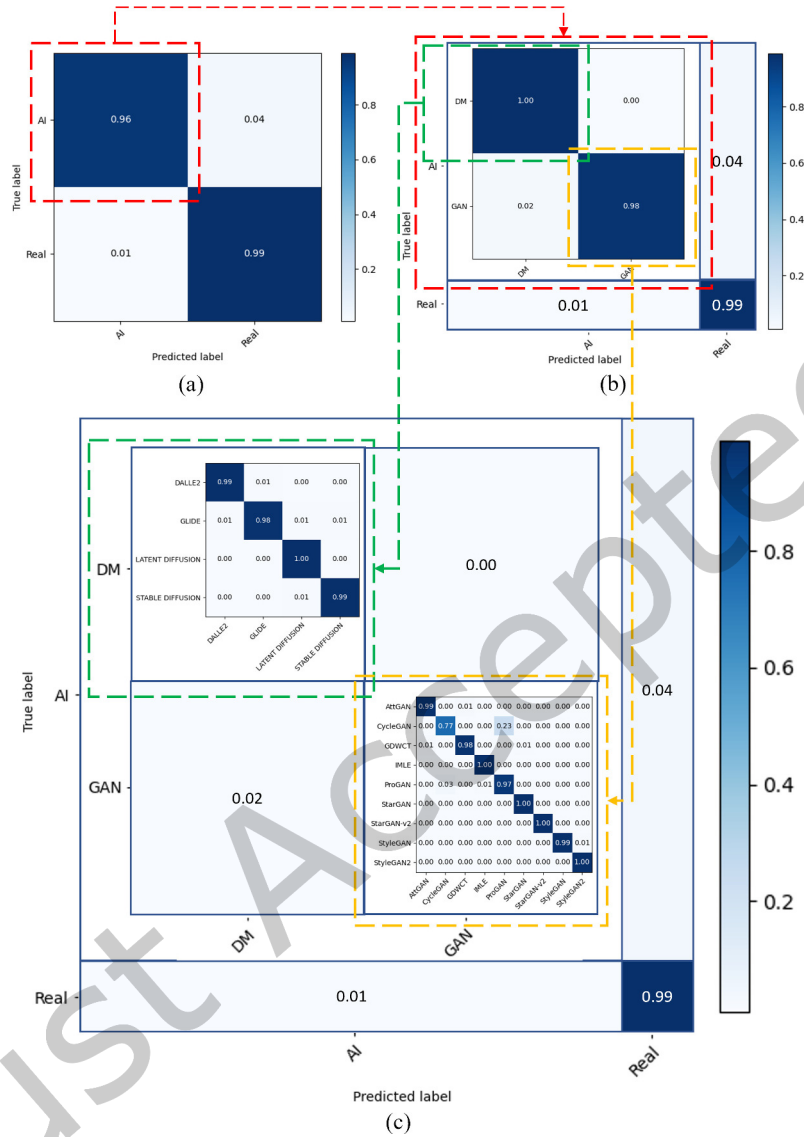 AI
0.96
0.04
0.8
0.6
0.4
0.2
True label
Real
0.01
0.99
AI
Real
Predicted label
(a)
DM
1.00
0.00
0.8
0.6
0.4
0.2
AI
0.04
True label
GAN
0.02
0.98
DM
GAN
Real
0.01
0.99
AI
Real
Predicted label
(b)
DALLE2 0.99 0.01 0.00 0.00
GLIDE 0.01 0.98 0.01 0.01
LATENT DIFFUSION 0.00 0.00 1.00 0.00
STABLE DIFFUSION 0.00 0.00 0.01 0.99
DALLE2
GLIDE
LATENT DIFFUSION
STABLE DIFFUSION
DM
0.00
0.8
0.6
0.4
0.2
AI
True label
0.04
AttGAN 0.99 0.00 0.01 0.00 0.00 0.00 0.00 0.00 0.00
CycleGAN 0.00 0.77 0.00 0.00 0.23 0.00 0.00 0.00 0.00
GDWCT 0.01 0.00 0.98 0.00 0.00 0.01 0.00 0.00 0.00
IMLE 0.00 0.00 0.00 1.00 0.00 0.00 0.00 0.00 0.00
ProGAN 0.00 0.03 0.00 0.01 0.97 0.00 0.00 0.00 0.00
StarGAN 0.00 0.00 0.00 0.00 0.00 1.00 0.00 0.00 0.00
StarGAN-v2 0.00 0.00 0.00 0.00 0.00 0.00 1.00 0.00 0.00
StyleGAN 0.00 0.00 0.00 0.00 0.00 0.00 0.00 0.99 0.01
StyleGAN2 0.00 0.00 0.00 0.00 0.00 0.00 0.00 0.00 1.00
AttGAN
CycleGAN
GDWCT
IMLE
ProGAN
StarGAN
StarGAN-v2
StyleGAN
StyleGAN2
GAN
0.02
DM
GAN
Real
0.01
0.99
AI
Real
Predicted label
(c)
ust Accepte